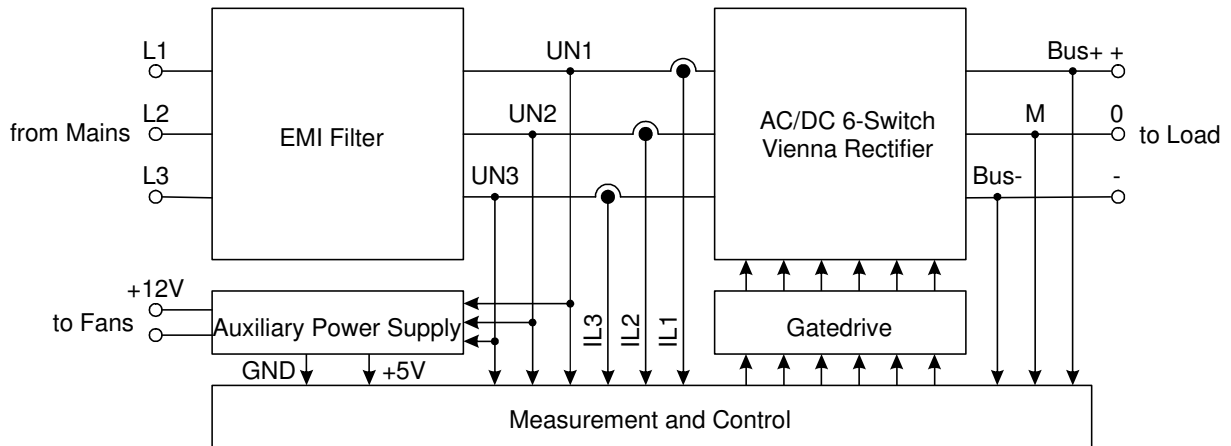 L1
UN1
Bus+ +
L2
from Mains
EMI Filter
UN2
AC/DC 6-Switch
Vienna Rectifier
M
0
to Load
L3
UN3
Bus-
-
+12V
to Fans
Auxiliary Power Supply
IL3
IL2
IL1
Gatedrive
GND
+5V
Measurement and Control